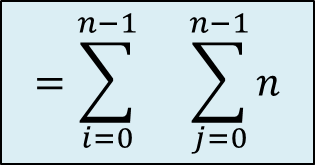 = ∑_{i=0}^{n−1} ∑_{j=0}^{n−1} n